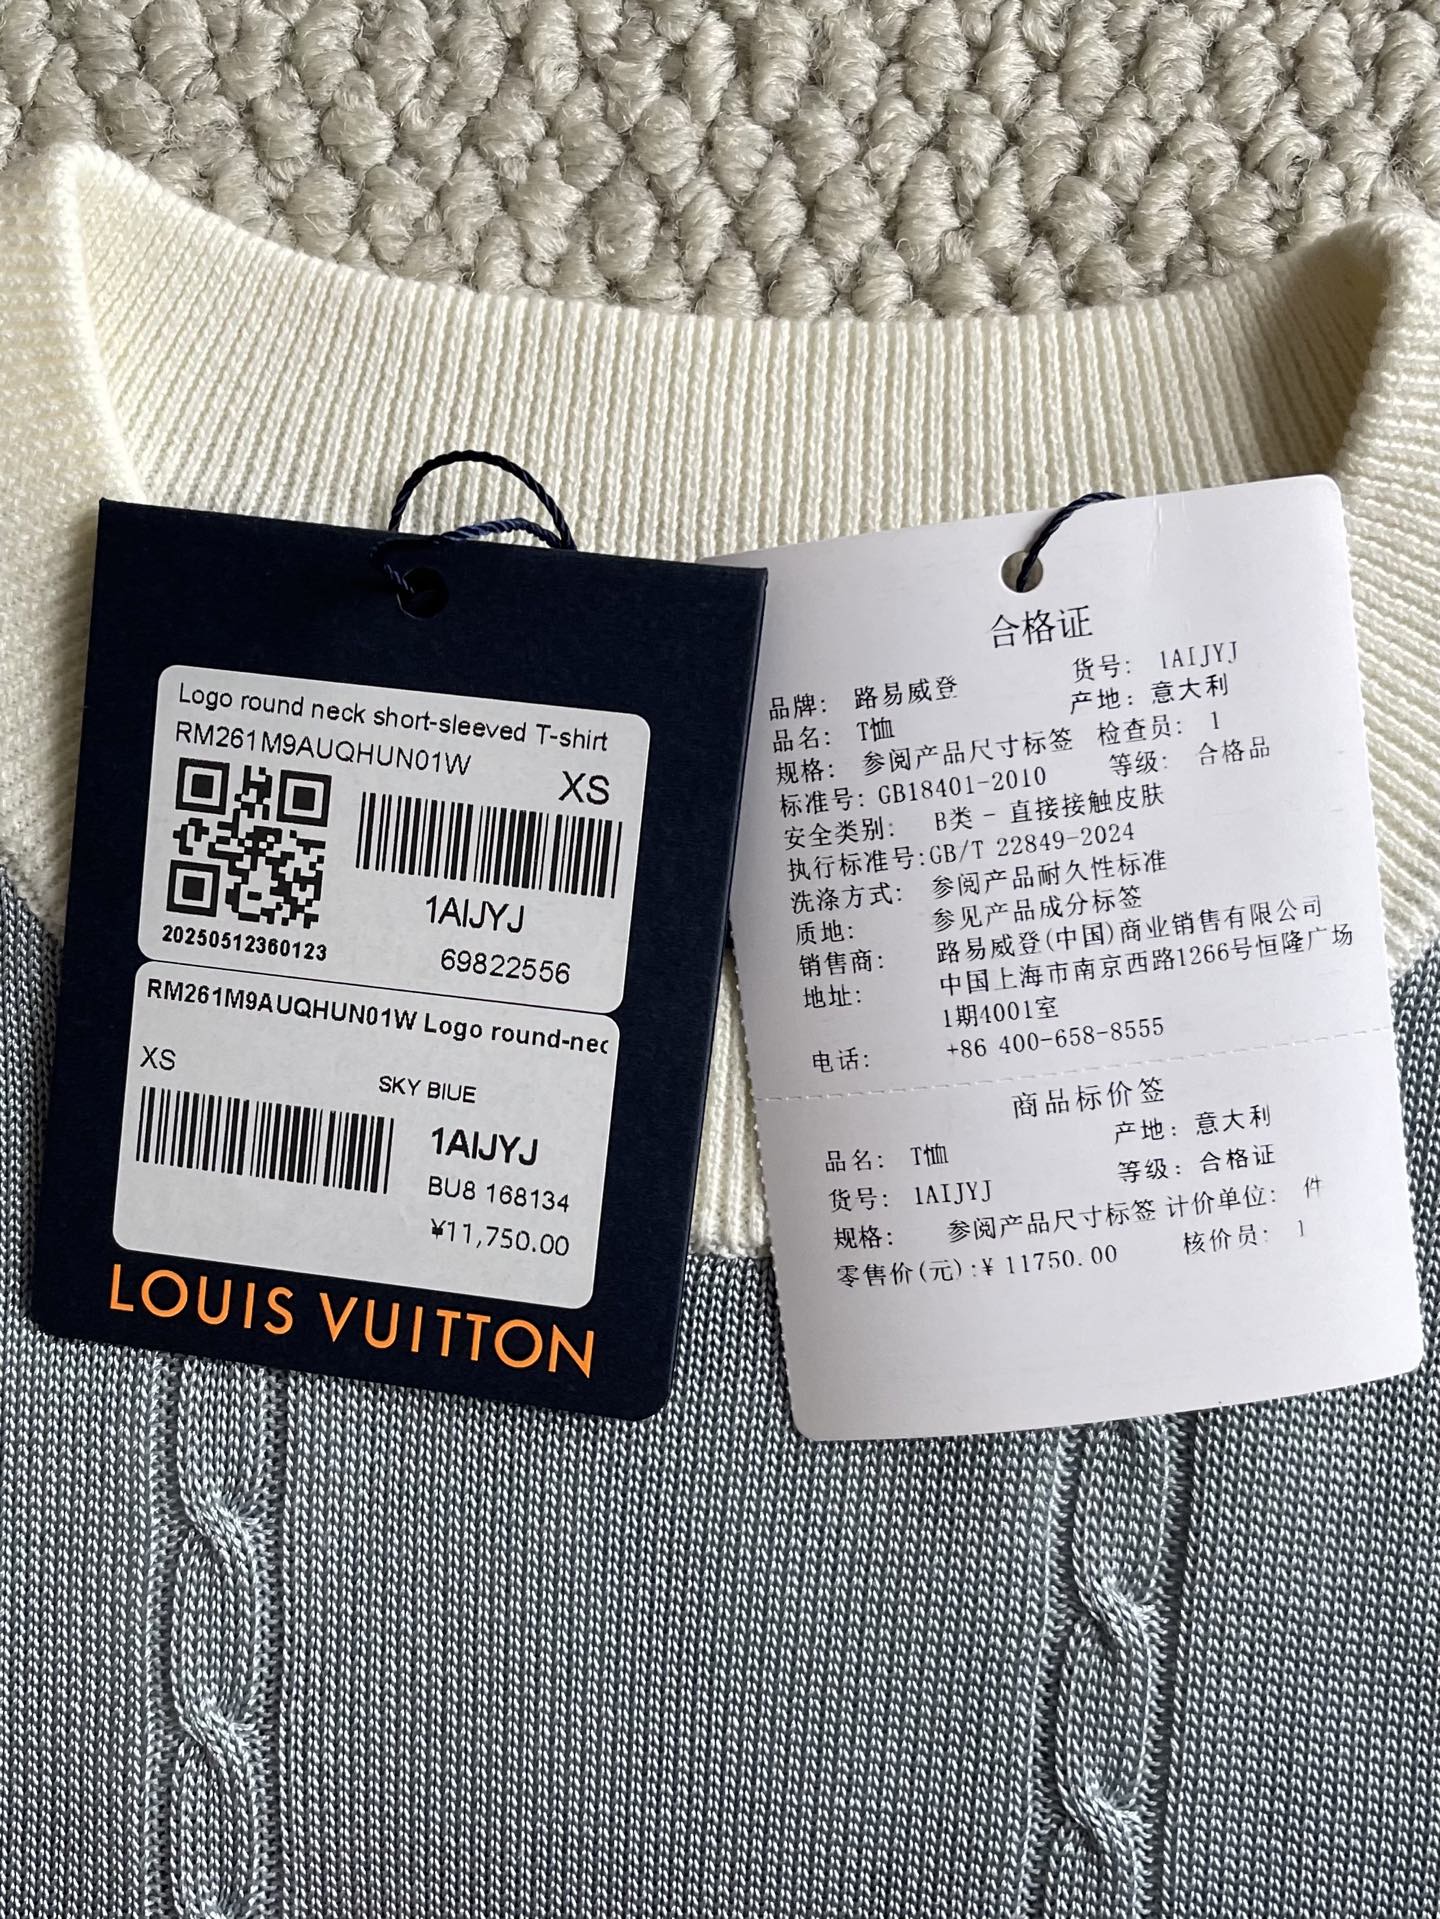 Logo round neck short-sleeved T-shirt
RM261M9AUQHUN01W
XS
1AIJYJ
20250512360123
69822556
RM261M9AUQHUN01W Logo round-nec
XS
SKY BIUE
1AIJYJ
BU8 168134
¥11,750.00
LOUIS VUITTON
合格证
品牌: 路易威登 货号: 1AIJYJ
品名: T恤 产地: 意大利
规格: 参阅产品尺寸标签 检查员: 1
标准号: GB18401-2010 等级: 合格品
安全类别: B类 - 直接接触皮肤
执行标准号:GB/T 22849-2024
洗涤方式: 参阅产品耐久性标准
质地: 参见产品成分标签
销售商: 路易威登(中国)商业销售有限公司
地址: 中国上海市南京西路1266号恒隆广场
1期4001室
电话: +86 400-658-8555
商品标价签
品名: T恤 产地: 意大利
货号: 1AIJYJ 等级: 合格证
规格: 参阅产品尺寸标签 计价单位: 件
零售价(元):¥ 11750.00 核价员: 1